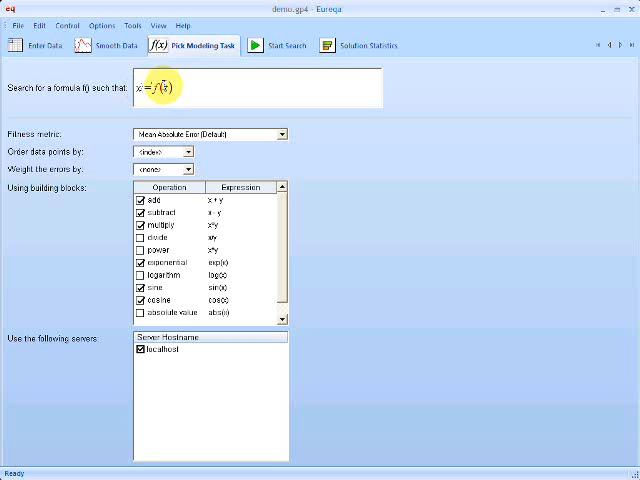 eq demo.gp4 - Eureqa
File Edit Control Options Tools View Help
Enter Data Smooth Data f(x) Pick Modeling Task Start Search Solution Statistics
Search for a formula f() such that:
Fitness metric: Mean Absolute Error [Default]
Order data points by: <index>
Weight the errors by: <none>
Using building blocks: Operation Expression
add x + y
subtract x - y
multiply x*y
divide x/y
power x^y
exponential exp(x)
logarithm log(x)
sine sin(x)
cosine cos(x)
absolute value abs(x)
Use the following servers: Server Hostname
localhost
Ready